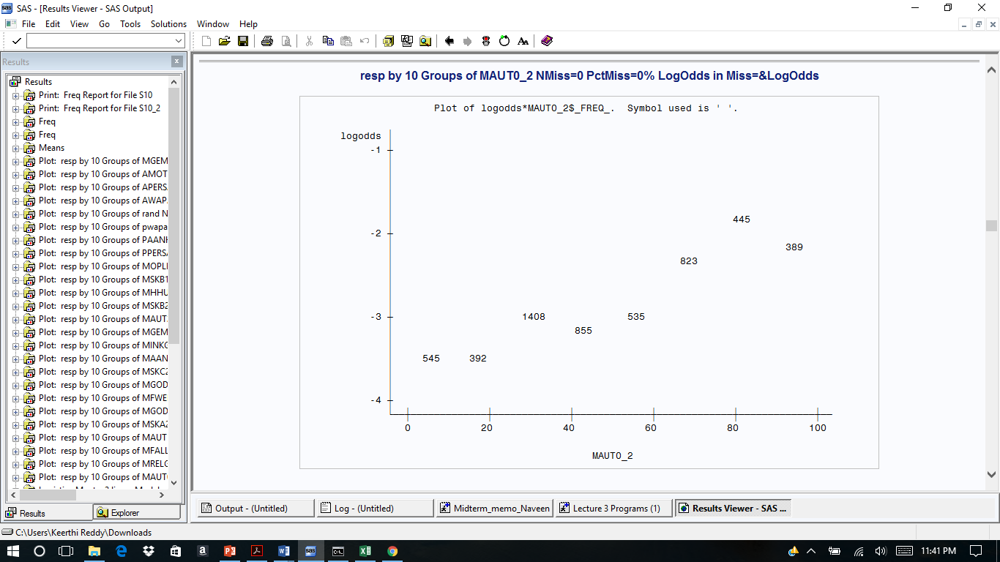 SAS - [Results Viewer - SAS Output]
File Edit View Go Tools Solutions Window Help
Results
Results
Print: Freq Report for File S10
Print: Freq Report for File S10_2
Freq
Freq
Means
Plot: resp by 10 Groups of MGEM
Plot: resp by 10 Groups of AMOT
Plot: resp by 10 Groups of APERS
Plot: resp by 10 Groups of AWAP
Plot: resp by 10 Groups of rand N
Plot: resp by 10 Groups of pwapa
Plot: resp by 10 Groups of PAANH
Plot: resp by 10 Groups of PPERS
Plot: resp by 10 Groups of MOPLI
Plot: resp by 10 Groups of MSKB1
Plot: resp by 10 Groups of MHHU
Plot: resp by 10 Groups of MSKB2
Plot: resp by 10 Groups of MAUT
Plot: resp by 10 Groups of MGEM
Plot: resp by 10 Groups of MINKC
Plot: resp by 10 Groups of MAAN
Plot: resp by 10 Groups of MSKC2
Plot: resp by 10 Groups of MGOD
Plot: resp by 10 Groups of MFWE
Plot: resp by 10 Groups of MGOD
Plot: resp by 10 Groups of MSKA2
Plot: resp by 10 Groups of MAUT
Plot: resp by 10 Groups of MFALL
Plot: resp by 10 Groups of MRELG
Plot: resp by 10 Groups of MAUT
Results Explorer
resp by 10 Groups of MAUT0_2 NMiss=0 PctMiss=0% LogOdds in Miss=&LogOdds
Plot of logodds*MAUT0_2$_FREQ_. Symbol used is ' '.
logodds
-1
445
-2
389
823
-3 1408 535
855
545 392
-4
0 20 40 60 80 100
MAUT0_2
Output - (Untitled) Log - (Untitled) Midterm_memo_Naveen Lecture 3 Programs (1) Results Viewer - SAS ...
C:\Users\Keerthi Reddy\Downloads
11:41 PM